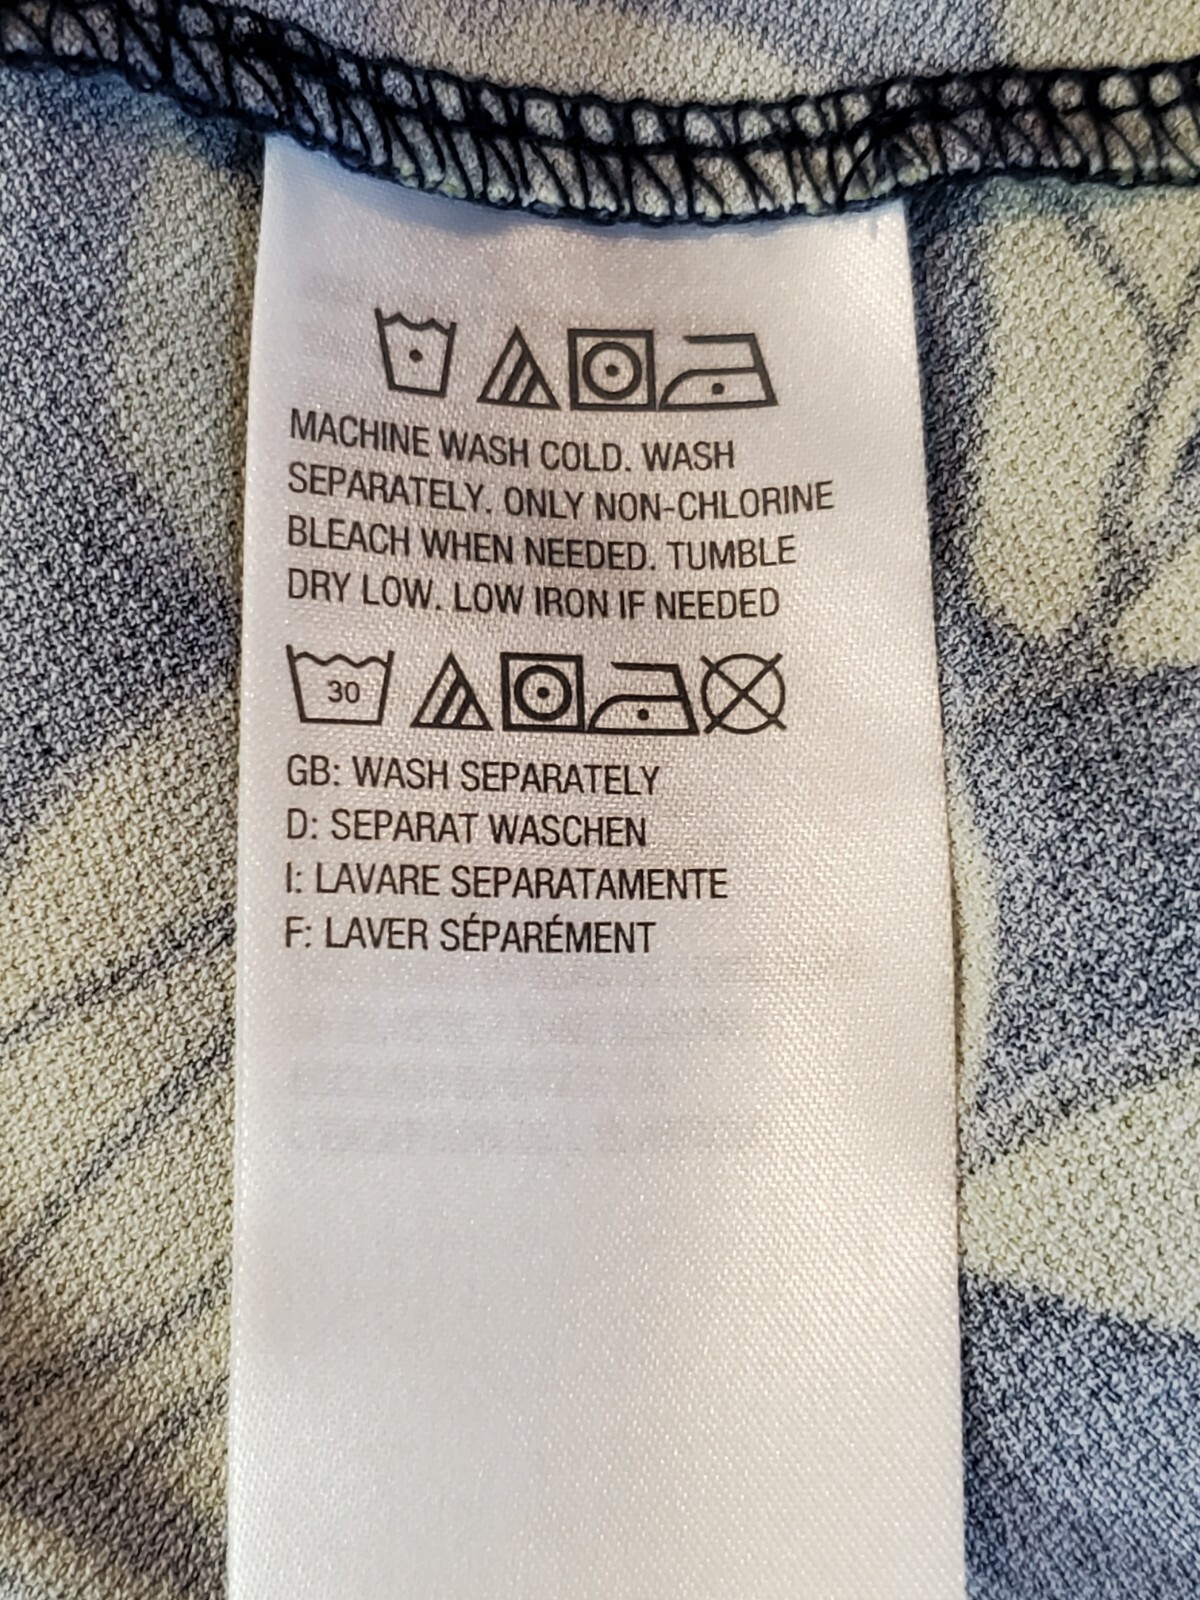 MACHINE WASH COLD. WASH
SEPARATELY. ONLY NON-CHLORINE
BLEACH WHEN NEEDED. TUMBLE
DRY LOW. LOW IRON IF NEEDED
30
GB: WASH SEPARATELY
D: SEPARAT WASCHEN
I: LAVARE SEPARATAMENTE
F: LAVER SÉPARÉMENT